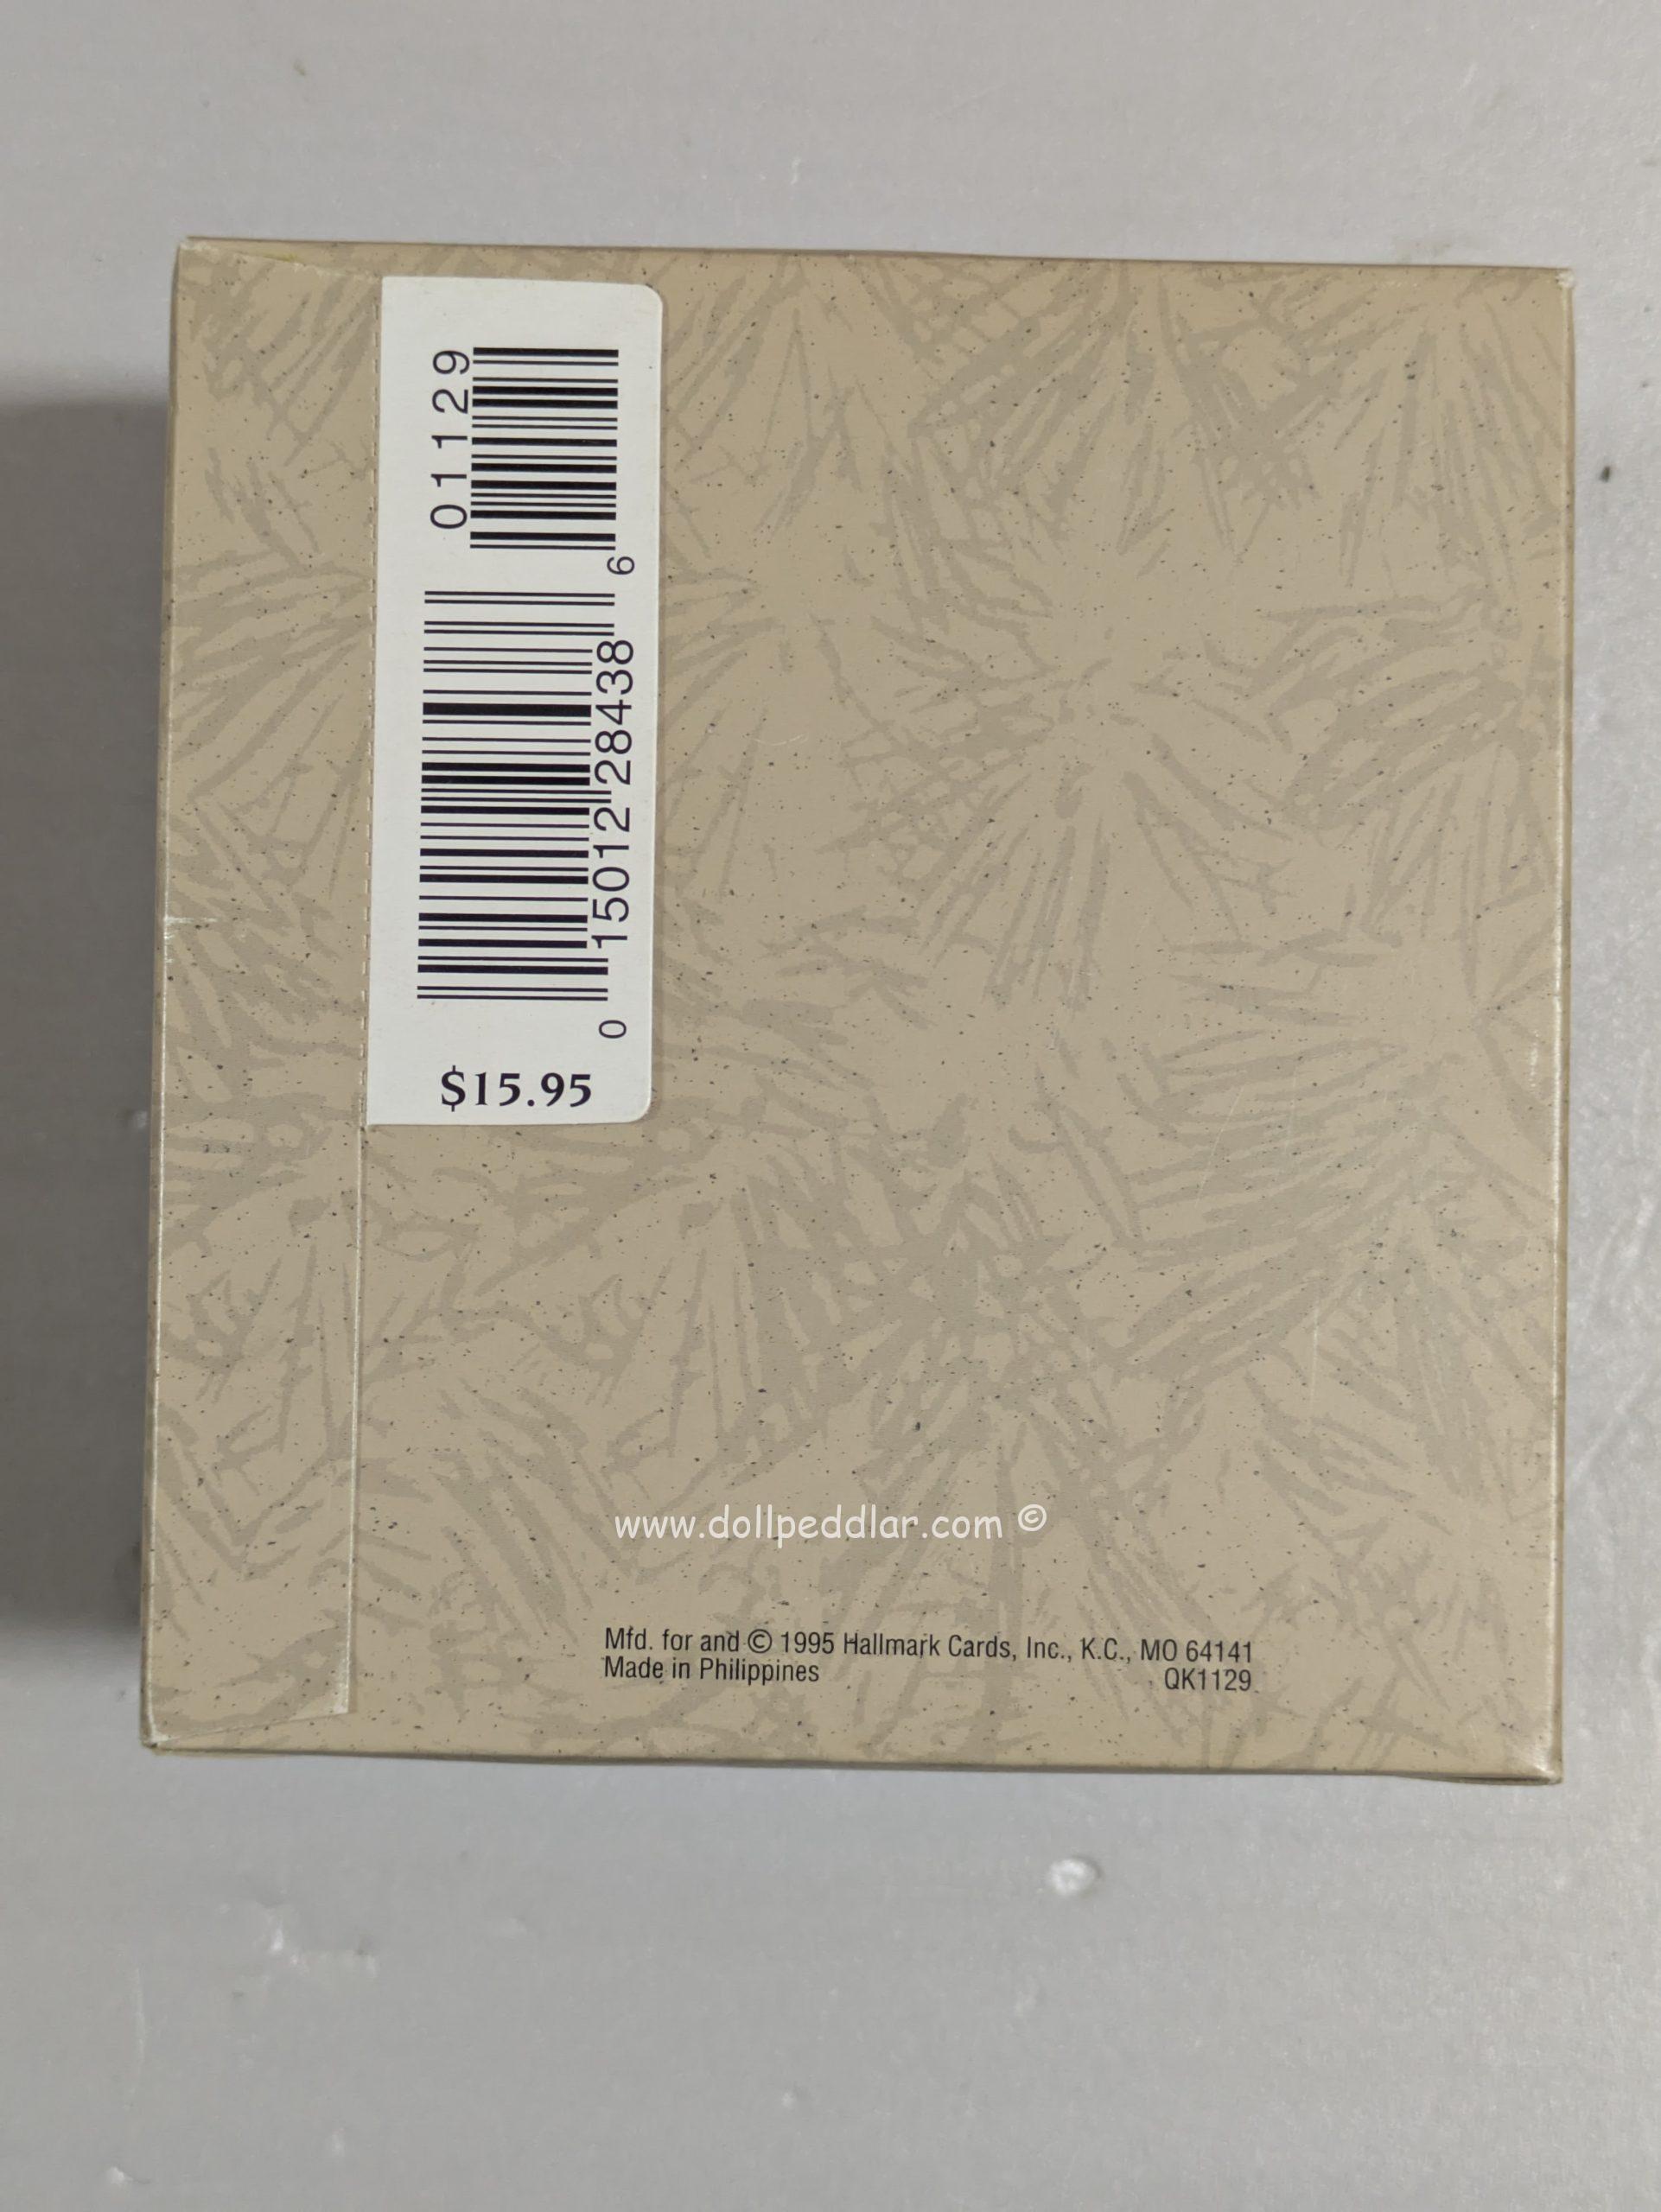 01129
0 15012 28438 6
$15.95
www.dollpeddlar.com ©
Mfd. for and © 1995 Hallmark Cards, Inc., K.C., MO 64141
Made in Philippines QK1129